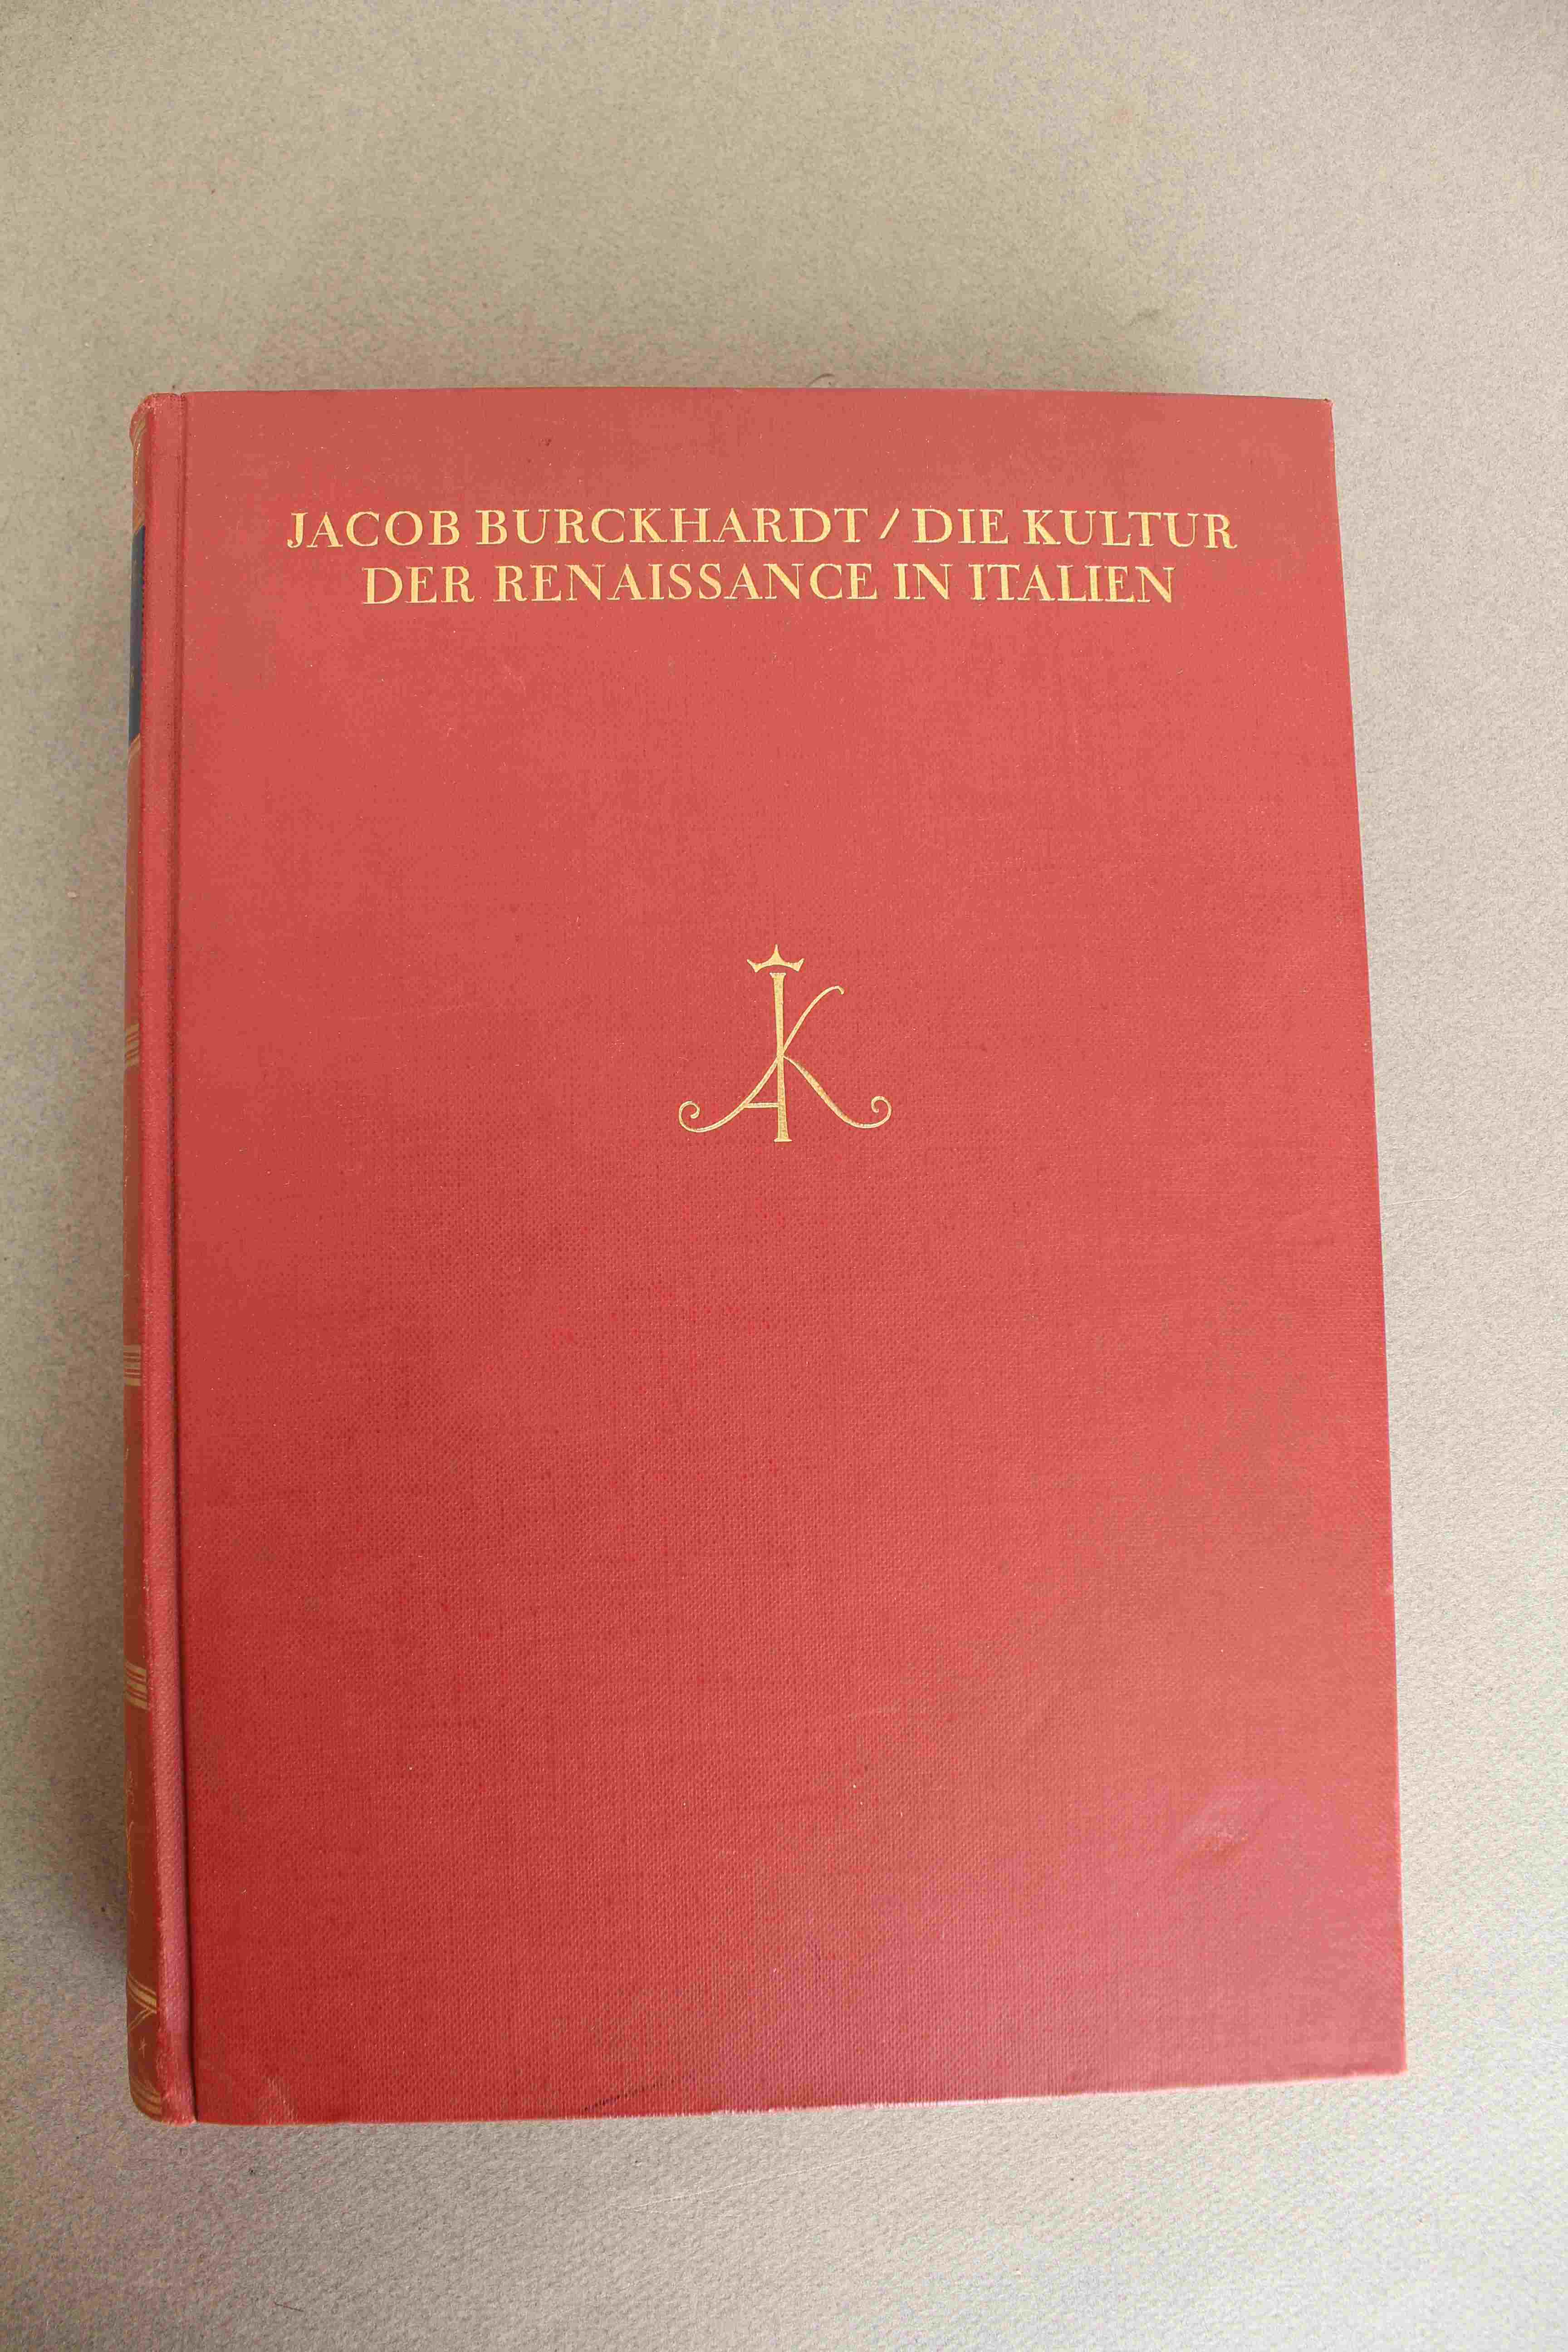 JACOB BURCKHARDT / DIE KULTUR
DER RENAISSANCE IN ITALIEN
AK